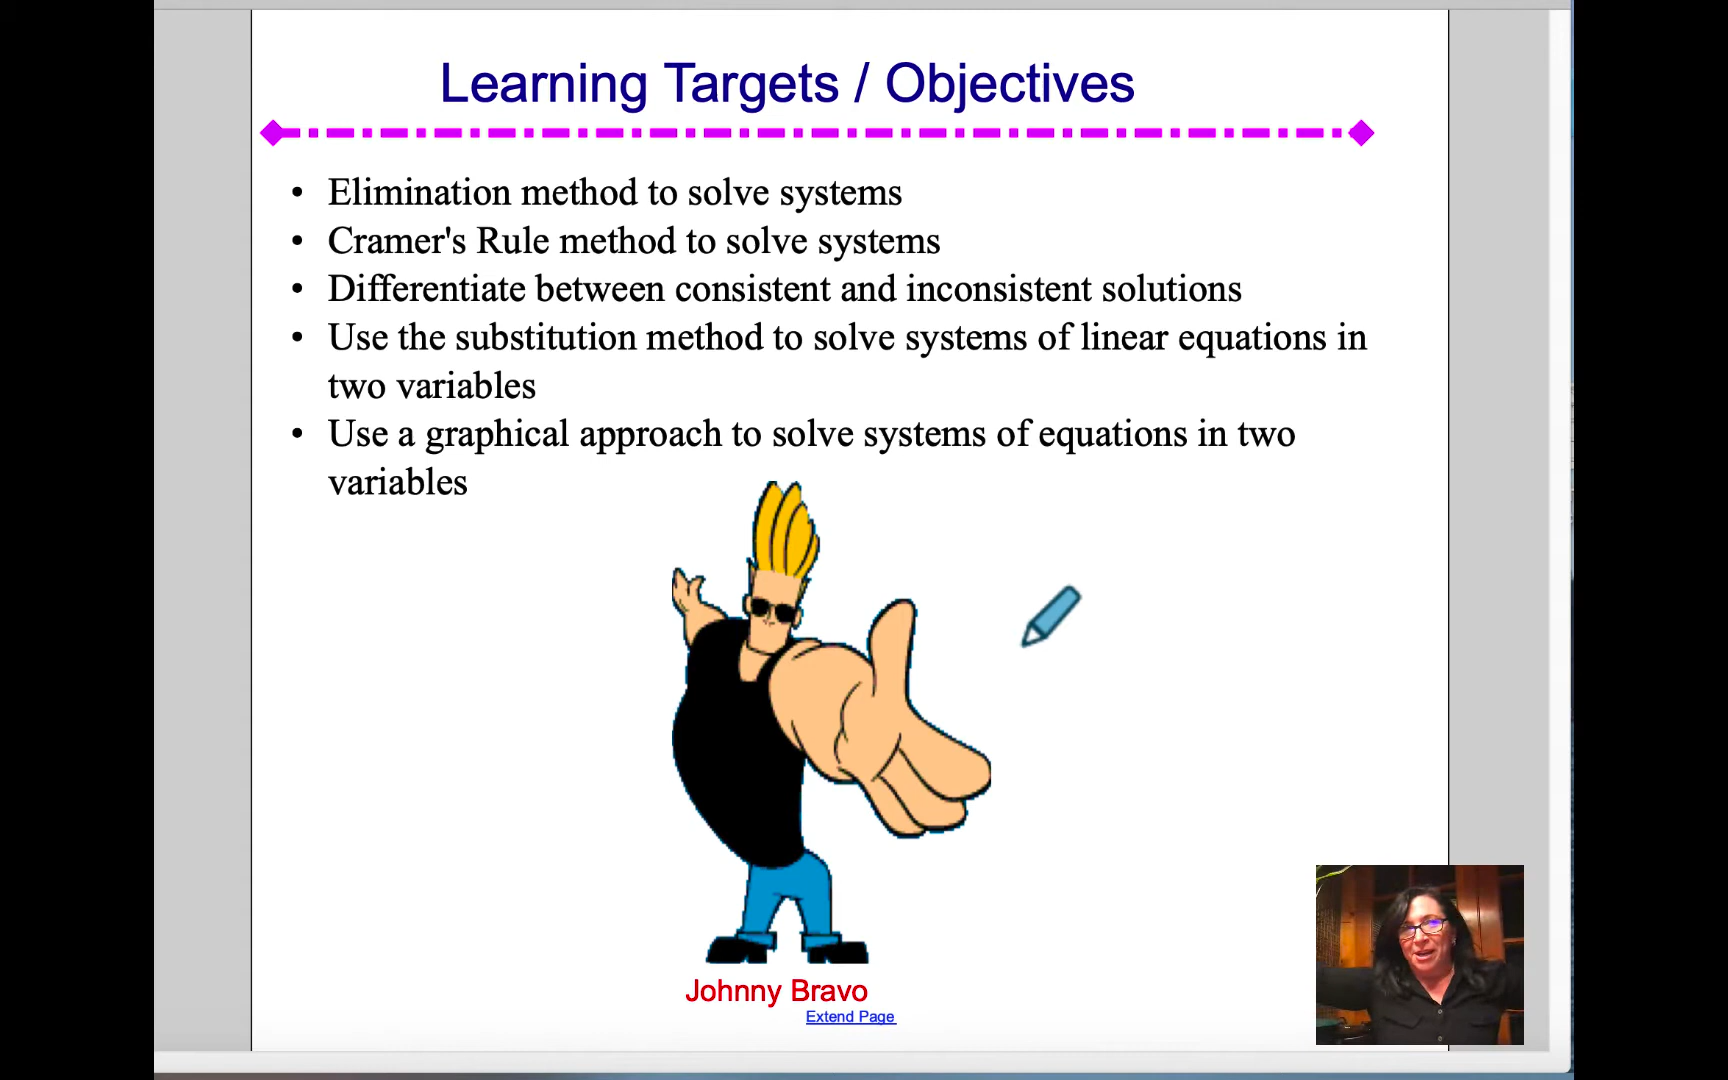 Learning Targets / Objectives
• Elimination method to solve systems
• Cramer's Rule method to solve systems
• Differentiate between consistent and inconsistent solutions
• Use the substitution method to solve systems of linear equations in
two variables
• Use a graphical approach to solve systems of equations in two
variables
Johnny Bravo
Extend Page